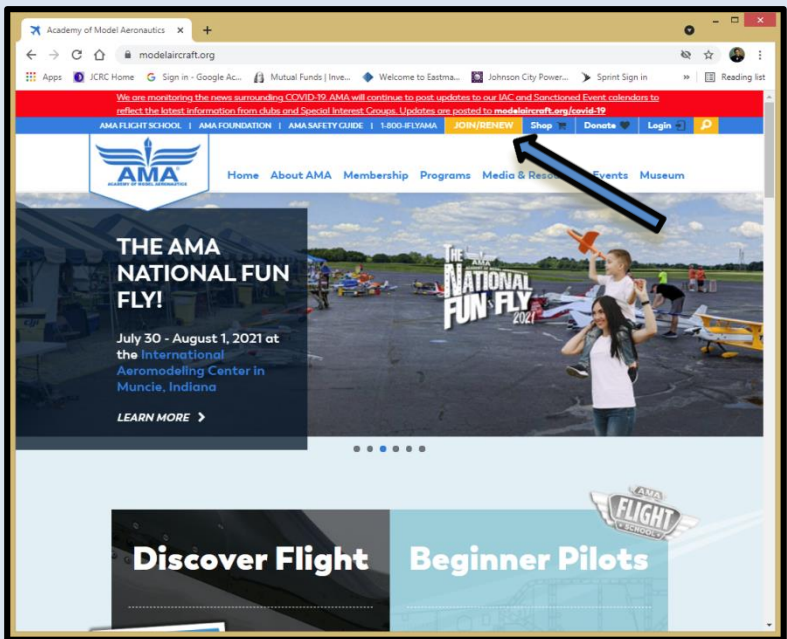 Academy of Model Aeronautics
modelaircraft.org
Apps JCRC Home Sign in - Google Ac... Mutual Funds | Inve... Welcome to Eastma... Johnson City Power... Sprint Sign in » Reading list
We are monitoring the news surrounding COVID-19. AMA will continue to post updates to our IAC and Sanctioned Event calendars to
reflect the latest information from clubs and Special Interest Groups. Updates are posted to modelaircraft.org/covid-19
AMA FLIGHT SCHOOL | AMA FOUNDATION | AMA SAFETY GUIDE | 1-800-IFLYAMA JOIN/RENEW Shop Donate Login
AMA
ACADEMY OF MODEL AERONAUTICS
Home About AMA Membership Programs Media & Events Museum
THE AMA
NATIONAL FUN
FLY!
July 30 - August 1, 2021 at
the International
Aeromodeling Center in
Muncie, Indiana
LEARN MORE
THE AMA
NATIONAL
FUN FLY
2021
AMA
FLIGHT
SCHOOL
Discover Flight
Beginner Pilots